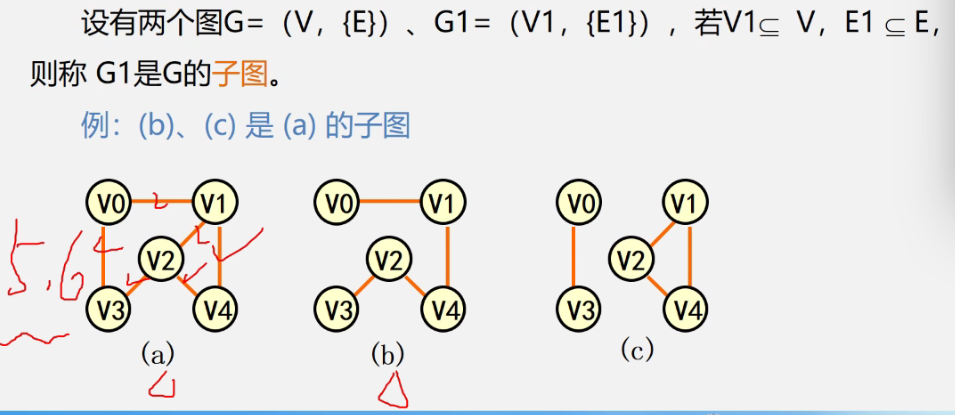 设有两个图G=（V，{E}）、G1=（V1，{E1}），若V1⊆ V，E1 ⊆ E，
则称 G1是G的子图。
例：(b)、(c) 是 (a) 的子图
V0 V1 V0 V1 V0 V1
5.6
V2 V2 V2
V3 V4 V3 V4 V3 V4
(a) (b) (c)